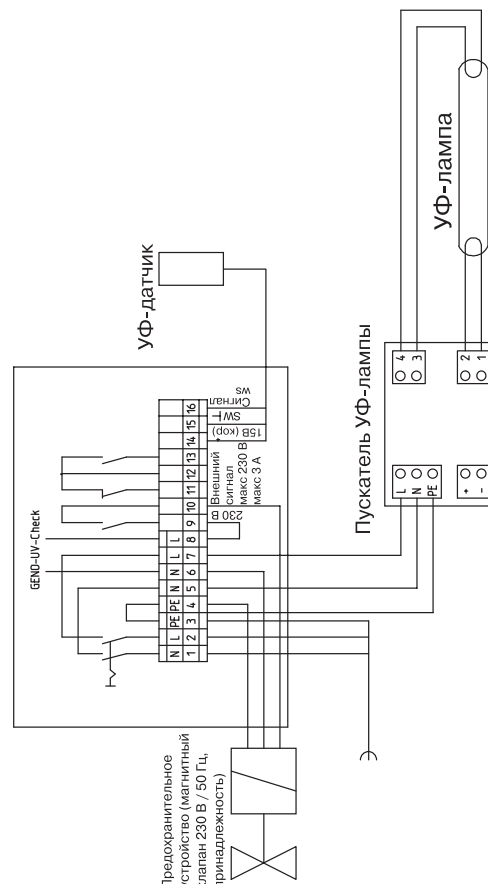 GENO-UV-Check
N L PE PE N N L L
1 2 3 4 5 6 7 8 9 10 11 12 13 14 15 16
230 В
Внешний
сигнал
макс 230 В
макс 3 А
15В (кор)
SW
Сигнал
ws
УФ-датчик
Предохранительное
устройство (магнитный
клапан 230 В / 50 Гц,
принадлежность)
Пускатель УФ-лампы
L
N
PE
+
-
4
3
2
1
УФ-лампа